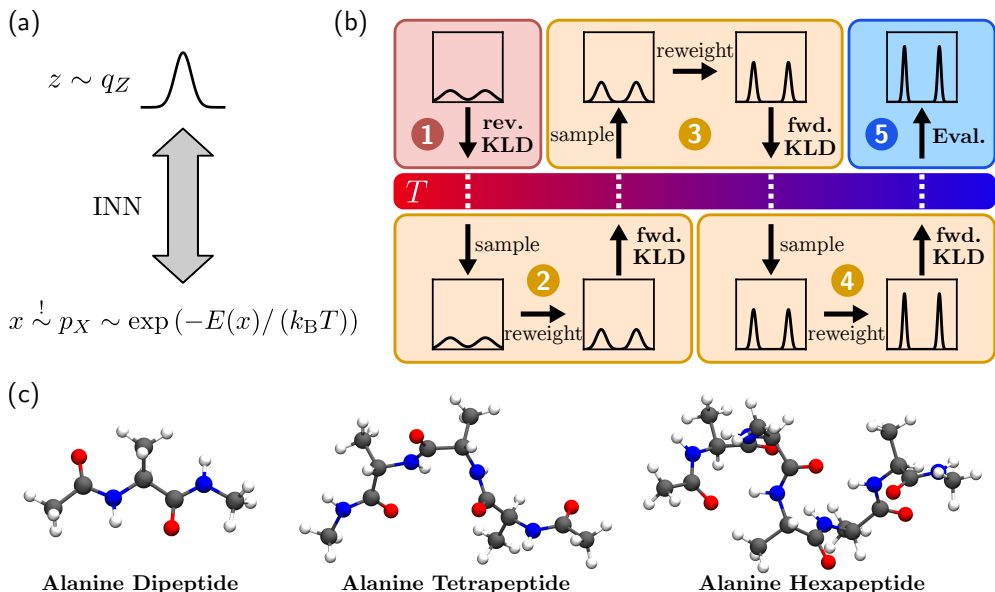 (a)
z ∼ q_Z
INN
x !∼ p_X ∼ exp (−E(x)/ (k_B T))
(b)
1
rev.
KLD
sample
reweight
3
fwd.
KLD
5
Eval.
T
sample
2
reweight
fwd.
KLD
sample
4
reweight
fwd.
KLD
(c)
Alanine Dipeptide
Alanine Tetrapeptide
Alanine Hexapeptide